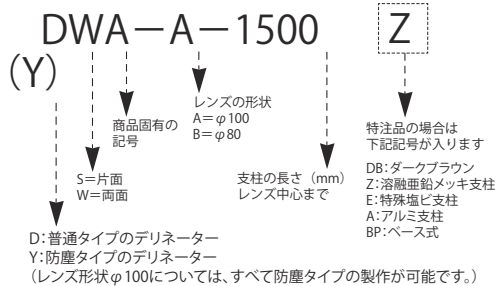 DWA－A－1500 Z
(Y)
商品固有の
記号
レンズの形状
A＝φ100
B＝φ80
特注品の場合は
下記記号が入ります
DB：ダークブラウン
Z：溶融亜鉛メッキ支柱
E：特殊塩ビ支柱
A：アルミ支柱
BP：ベース式
S＝片面
W＝両面
支柱の長さ（mm）
レンズ中心まで
D：普通タイプのデリネーター
Y：防塵タイプのデリネーター
（レンズ形状φ100については、すべて防塵タイプの製作が可能です。）